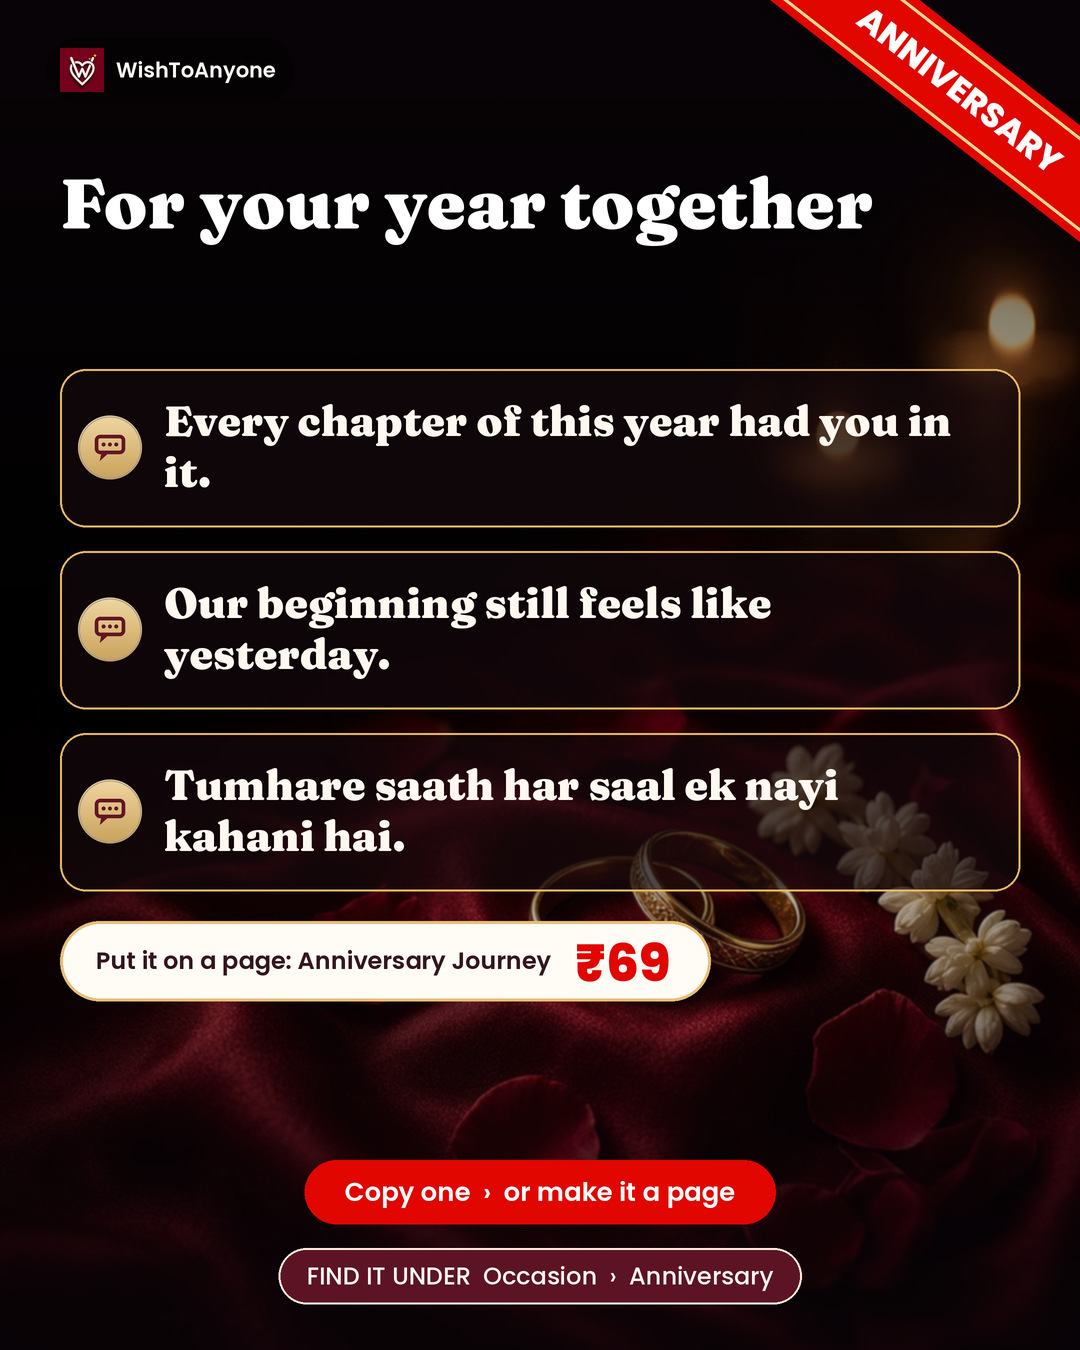 WishToAnyone
ANNIVERSARY
For your year together
Every chapter of this year had you in
it.
Our beginning still feels like
yesterday.
Tumhare saath har saal ek nayi
kahani hai.
Put it on a page: Anniversary Journey ₹69
Copy one › or make it a page
FIND IT UNDER Occasion › Anniversary